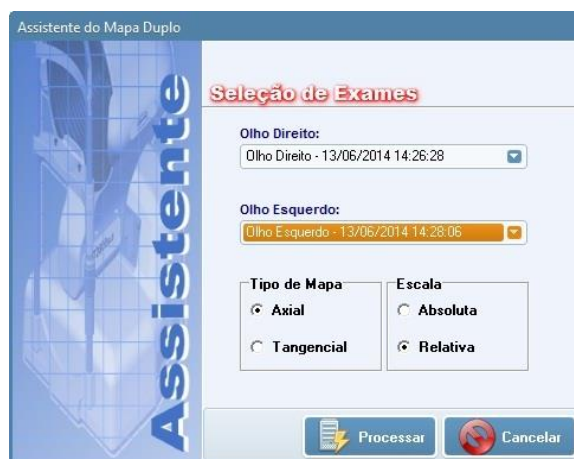 Assistente do Mapa Duplo
Assistente
Seleção de Exames
Olho Direito:
Olho Direito - 13/06/2014 14:26:28
Olho Esquerdo:
Olho Esquerdo - 13/06/2014 14:28:06
Tipo de Mapa
Axial
Tangencial
Escala
Absoluta
Relativa
Processar
Cancelar